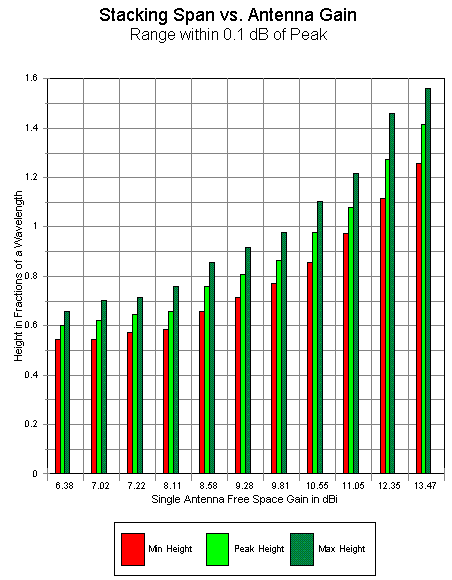 Stacking Span vs. Antenna Gain
Range within 0.1 dB of Peak
Height in Fractions of a Wavelength
1.6
1.4
1.2
1
0.8
0.6
0.4
0.2
0
6.38 7.02 7.22 8.11 8.58 9.28 9.81 10.55 11.05 12.35 13.47
Single Antenna Free Space Gain in dBi
Min Height Peak Height Max Height